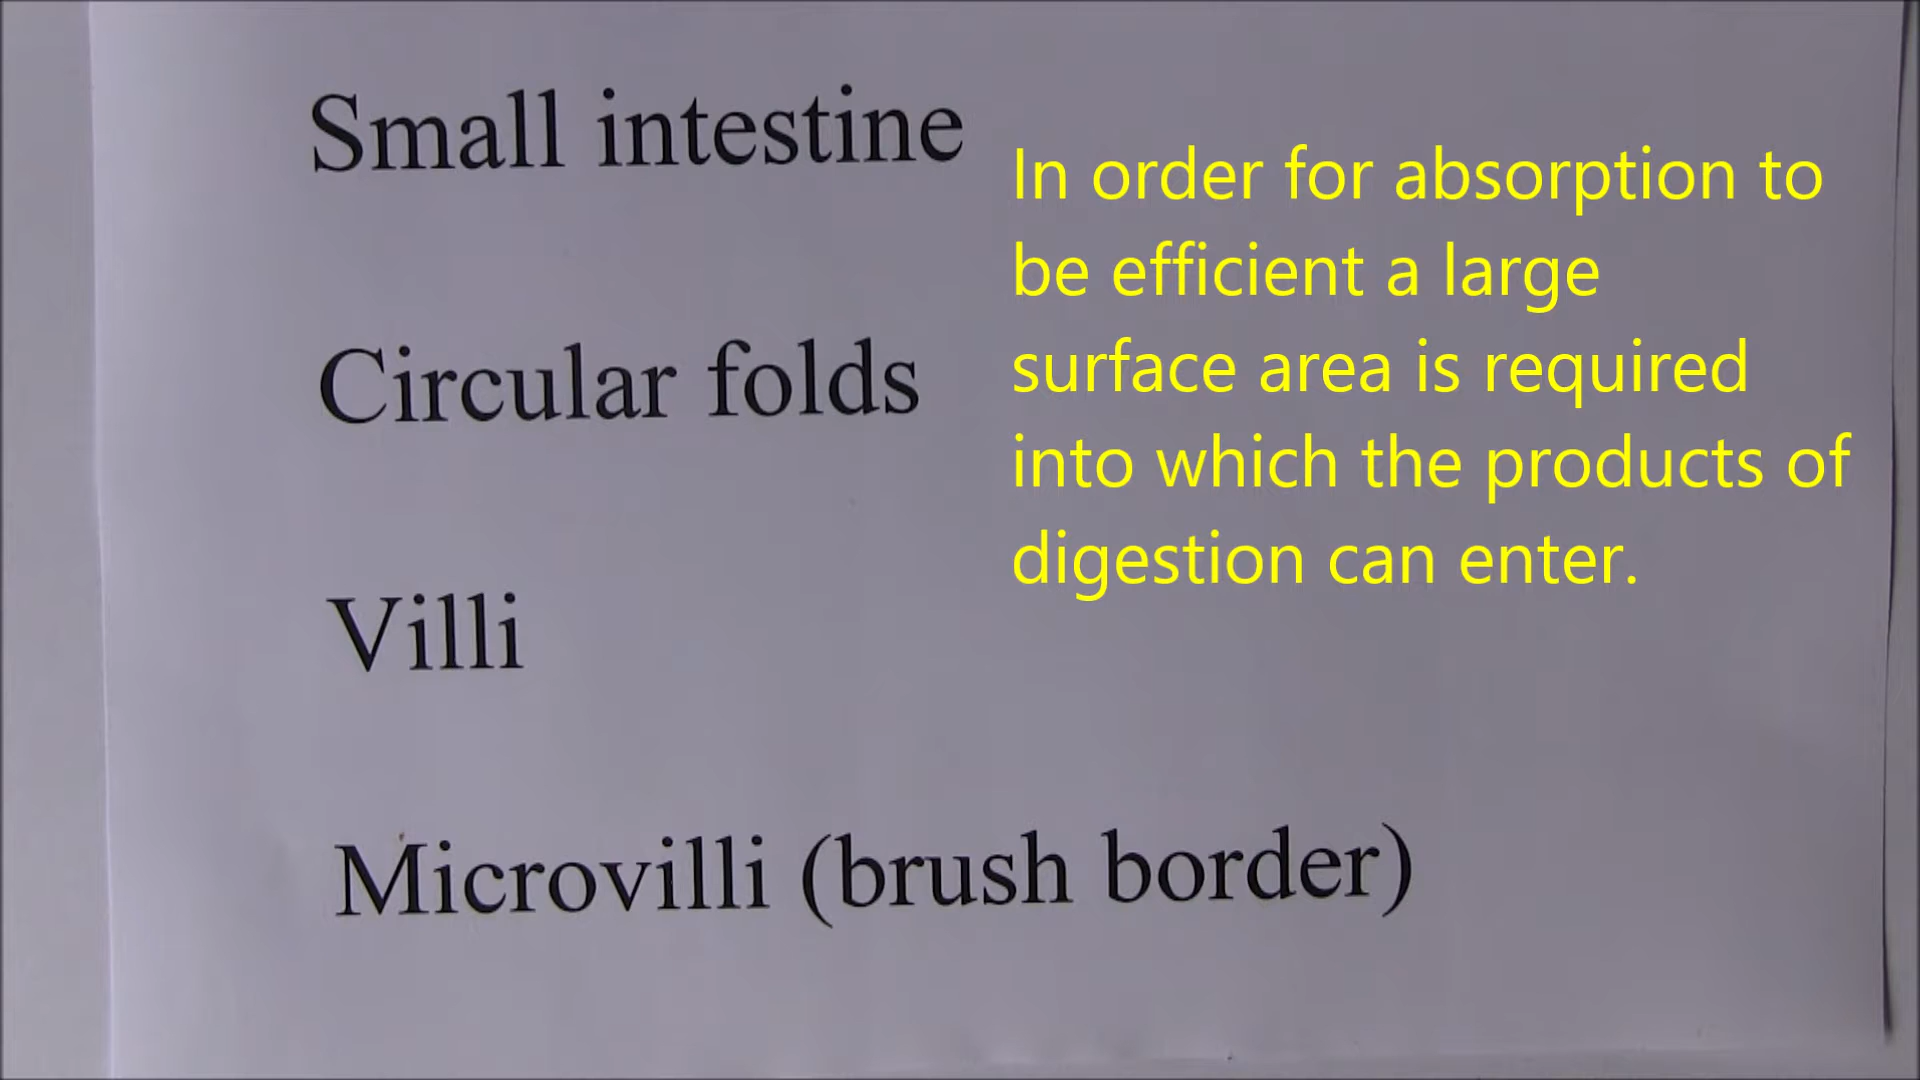 Small intestine
In order for absorption to
be efficient a large
surface area is required
into which the products of
digestion can enter.
Circular folds
Villi
Microvilli (brush border)